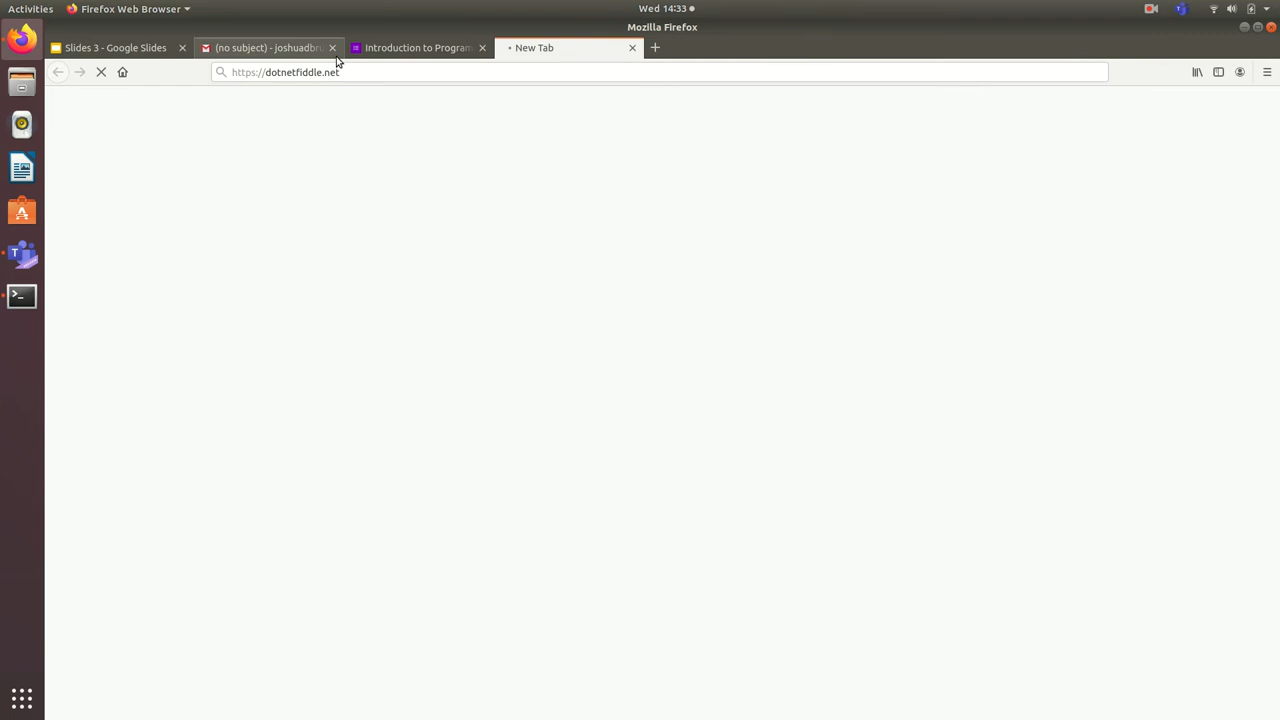 Activities
Firefox Web Browser
Wed 14:33
Mozilla Firefox
Slides 3 - Google Slides
(no subject) - joshuadbru
Introduction to Program
New Tab
https://dotnetfiddle.net